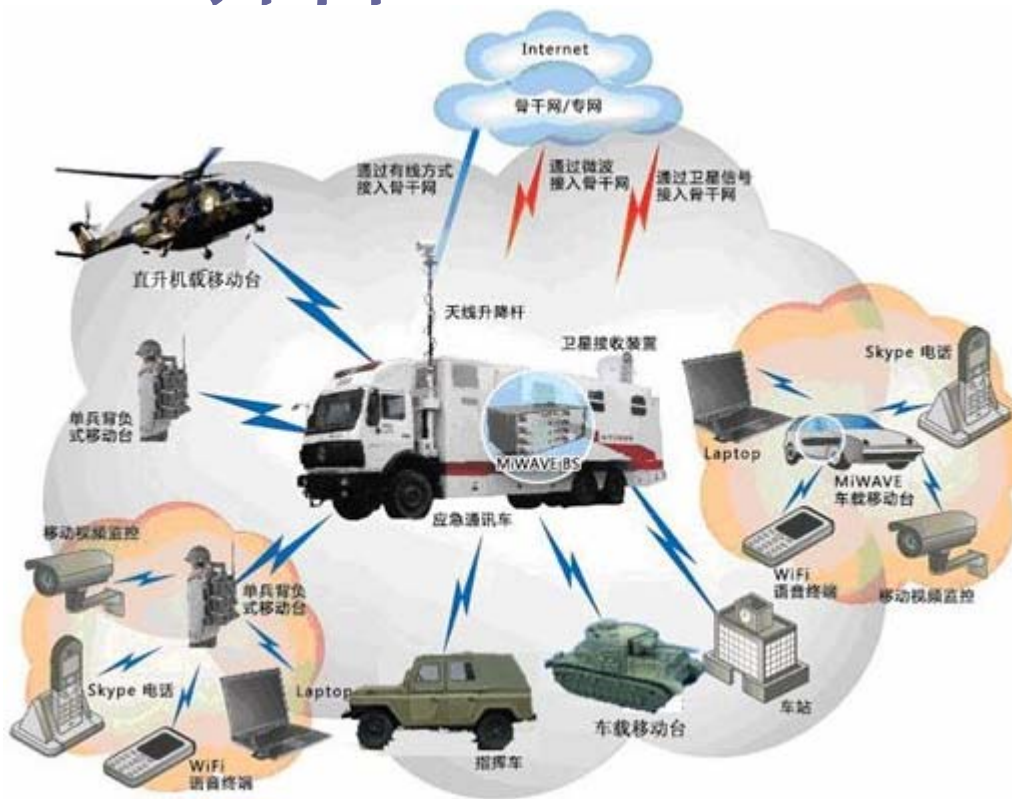 Internet
骨干网/专网
通过有线方式
接入骨干网
通过微波
接入骨干网
通过卫星信号
接入骨干网
直升机载移动台
天线升降杆
卫星接收装置
Skype 电话
单兵背负
式移动台
MiWAVE BS
Laptop
MiWAVE
车载移动台
应急通讯车
移动视频监控
单兵背负
式移动台
WiFi
语音终端
移动视频监控
Skype 电话
Laptop
车载移动台
车站
WiFi
语音终端
指挥车